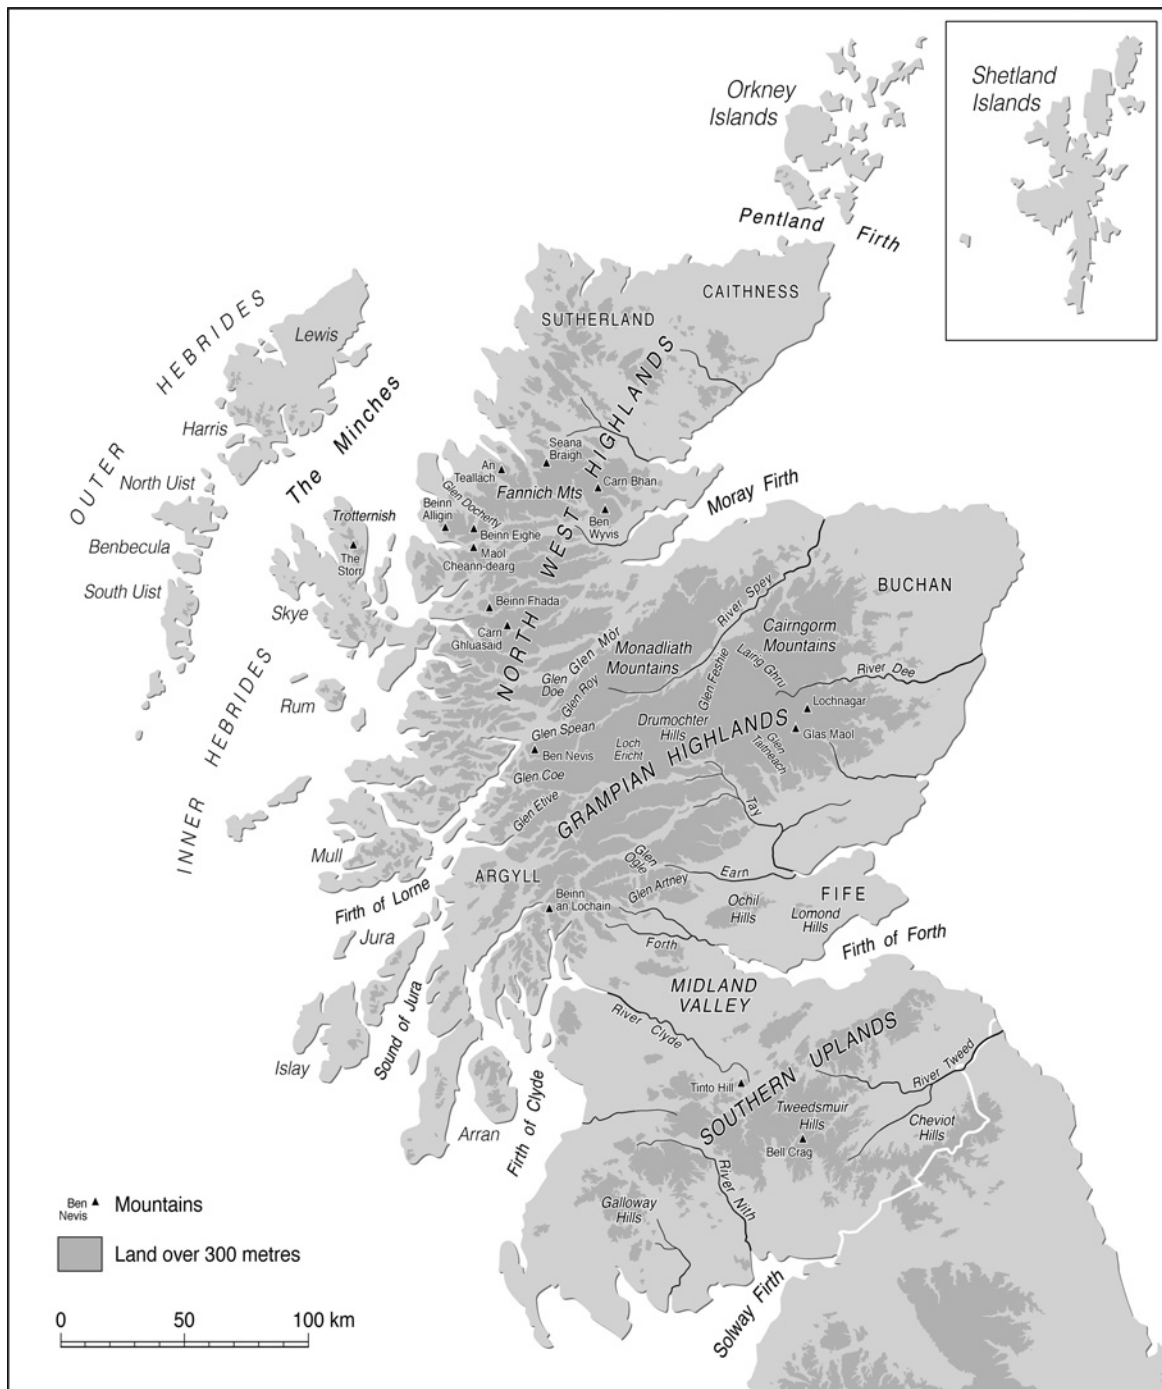 Orkney
Islands
Shetland
Islands
Pentland Firth
CAITHNESS
SUTHERLAND
OUTER HEBRIDES
Lewis
Harris
The Minches
North Uist
Benbecula
South Uist
NORTH WEST HIGHLANDS
Seana
Braigh
An
Teallach
Fannich Mts
Carn Bhan
Glen Docherty
Beinn
Alligin
Beinn Eighe
Ben
Wyvis
Maol
Cheann-dearg
Moray Firth
Trotternish
The
Storr
Skye
Beinn Fhada
Carn
Ghluasaid
BUCHAN
River Spey
Cairngorm
Mountains
Monadliath
Mountains
Glen Mòr
Glen
Doe
Glen Roy
Glen Feshie
Lairig Ghru
River Dee
INNER HEBRIDES
Rum
Glen Spean
Ben Nevis
Loch
Ericht
Drumochter
Hills
Lochnagar
Glas Maol
Glen
Taitneach
GRAMPIAN HIGHLANDS
Glen Coe
Glen Etive
Tay
Mull
ARGYLL
Glen
Ogle
Glen Artney
Earn
Beinn
an Lochain
Ochil
Hills
FIFE
Lomond
Hills
Firth of Lorne
Firth of Forth
Forth
Jura
Sound of Jura
Islay
MIDLAND
VALLEY
River Clyde
Tinto Hill
SOUTHERN UPLANDS
River Tweed
Tweedsmuir
Hills
Cheviot
Hills
Bell Crag
Arran
Firth of Clyde
River Nith
Galloway
Hills
Solway Firth
Ben
Nevis
Mountains
Land over 300 metres
0 50 100 km